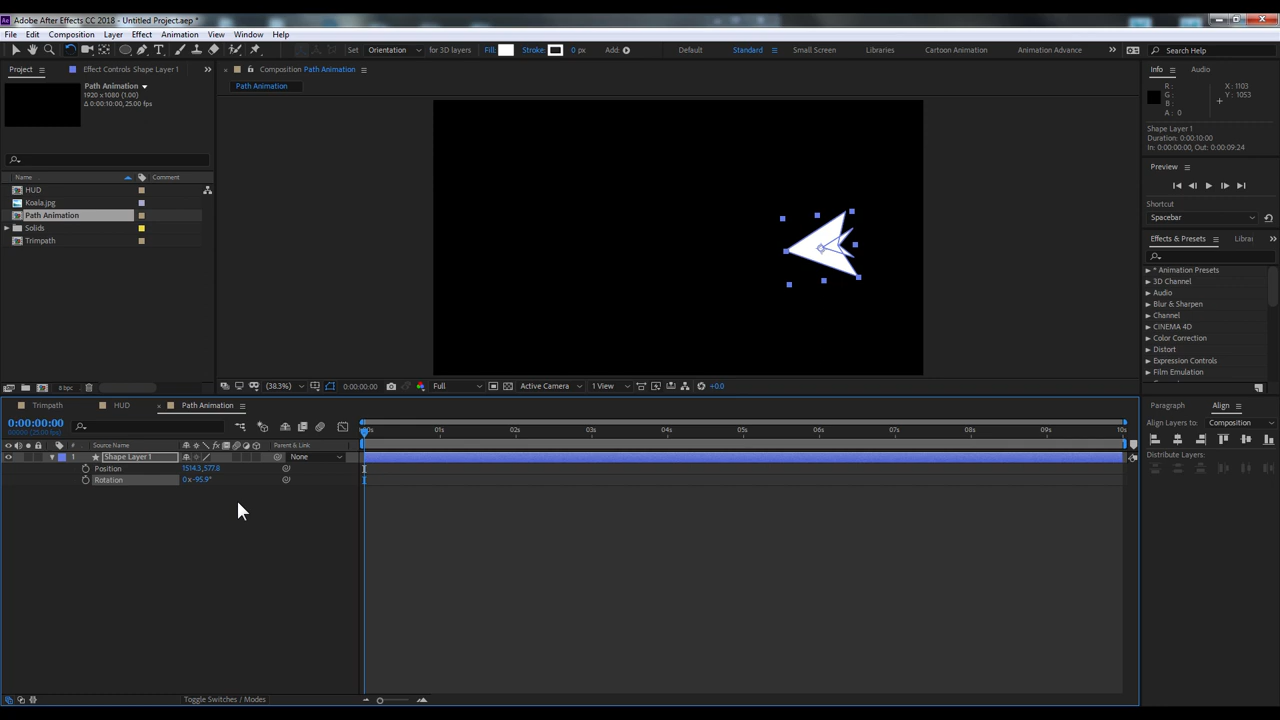 Adobe After Effects CC 2018 - Untitled Project.aep *
File Edit Composition Layer Effect Animation View Window Help
Set Orientation for 3D layers Fill: Stroke: 0 px Add: Default Standard Small Screen Libraries Cartoon Animation Animation Advance Search Help
Project Effect Controls Shape Layer 1 Composition Path Animation Info Audio
Path Animation
Path Animation
1920 x 1080 (1.00)
Δ 0:00:10:00, 25.00 fps
R: X: 1103
G: Y: 1053
B:
A: 0
Shape Layer 1
Duration: 0:00:10:00
In: 0:00:00:00, Out: 0:00:09:24
Name Comment
Preview
HUD
Koala.jpg
Path Animation
Solids
Trimpath
Shortcut
Spacebar
Effects & Presets Librai
* Animation Presets
3D Channel
Audio
Blur & Sharpen
Channel
CINEMA 4D
Color Correction
Distort
Expression Controls
Film Emulation
8 bpc (38.3%) 0:00:00:00 Full Active Camera 1 View +0.0
Trimpath HUD Path Animation Paragraph Align
0:00:00:00
Align Layers to: Composition
01s 02s 03s 04s 05s 06s 07s 08s 09s 10s
# Source Name Parent & Link
1 Shape Layer 1 None
Position 1514.3,577.8
Rotation 0 x -95.9°
Distribute Layers:
Toggle Switches / Modes